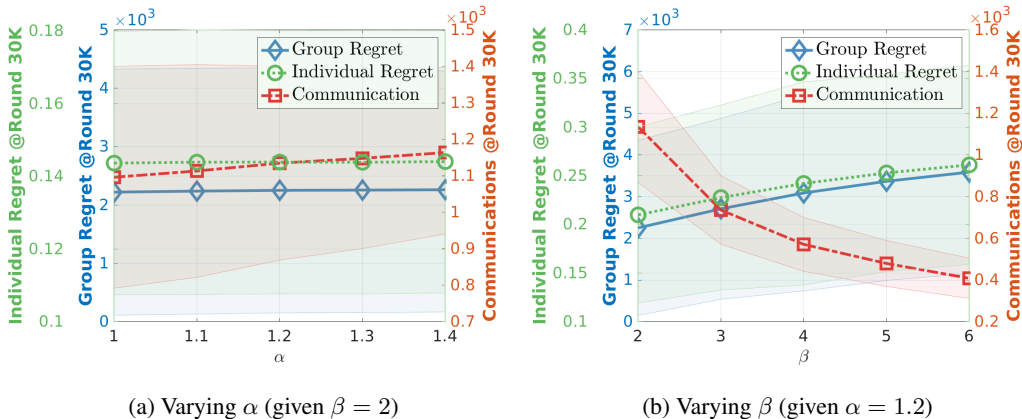 ×10³
×10³
0.18
0.16
0.14
0.12
0.1
Individual Regret @Round 30K
5
4
3
2
1
0
Group Regret @Round 30K
Group Regret
Individual Regret
Communication
1.5
1.4
1.3
1.2
1.1
1
0.9
0.8
0.7
Communications @Round 30K
1 1.1 1.2 1.3 1.4
α
(a) Varying α (given β = 2)
×10³
0.4
0.35
0.3
0.25
0.2
0.15
0.1
Individual Regret @Round 30K
7
6
5
4
3
2
1
0
Group Regret @Round 30K
Group Regret
Individual Regret
Communication
×10³
1.6
1.4
1.2
1
0.8
0.6
0.4
0.2
Communications @Round 30K
2 3 4 5 6
β
(b) Varying β (given α = 1.2)